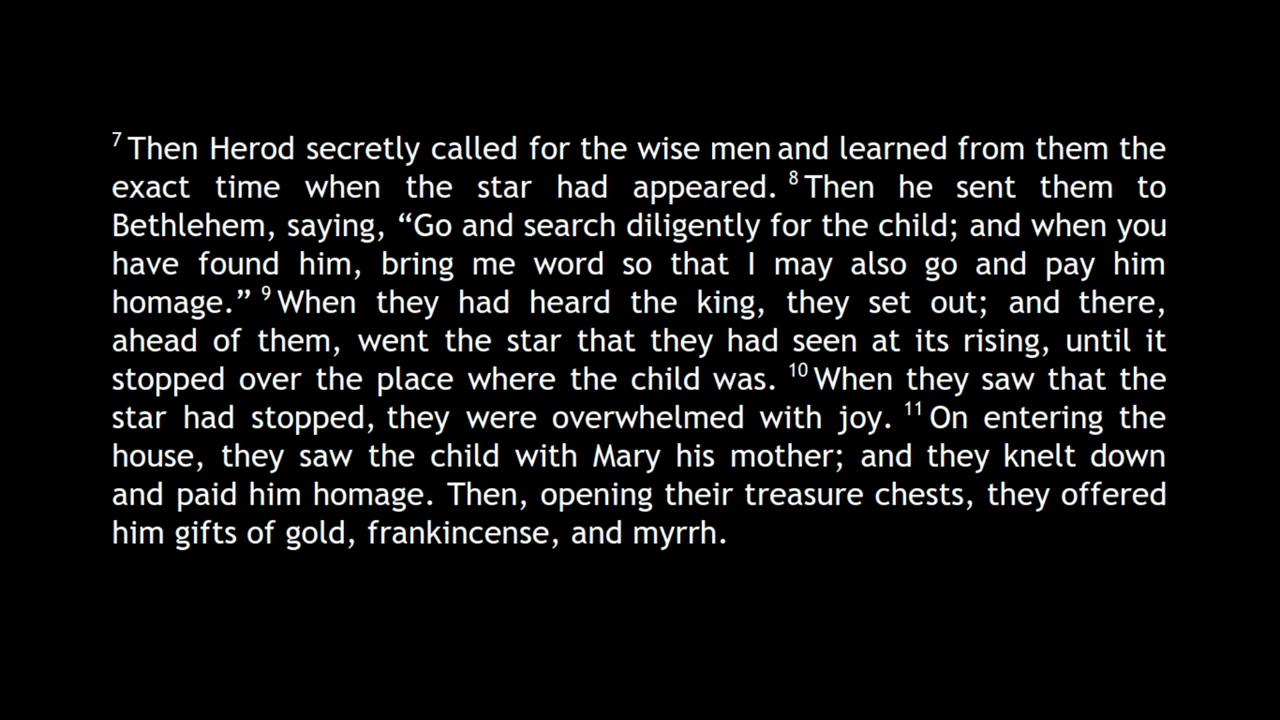 ⁷ Then Herod secretly called for the wise men and learned from them the
exact time when the star had appeared. ⁸ Then he sent them to
Bethlehem, saying, “Go and search diligently for the child; and when you
have found him, bring me word so that I may also go and pay him
homage.” ⁹ When they had heard the king, they set out; and there,
ahead of them, went the star that they had seen at its rising, until it
stopped over the place where the child was. ¹⁰ When they saw that the
star had stopped, they were overwhelmed with joy. ¹¹ On entering the
house, they saw the child with Mary his mother; and they knelt down
and paid him homage. Then, opening their treasure chests, they offered
him gifts of gold, frankincense, and myrrh.